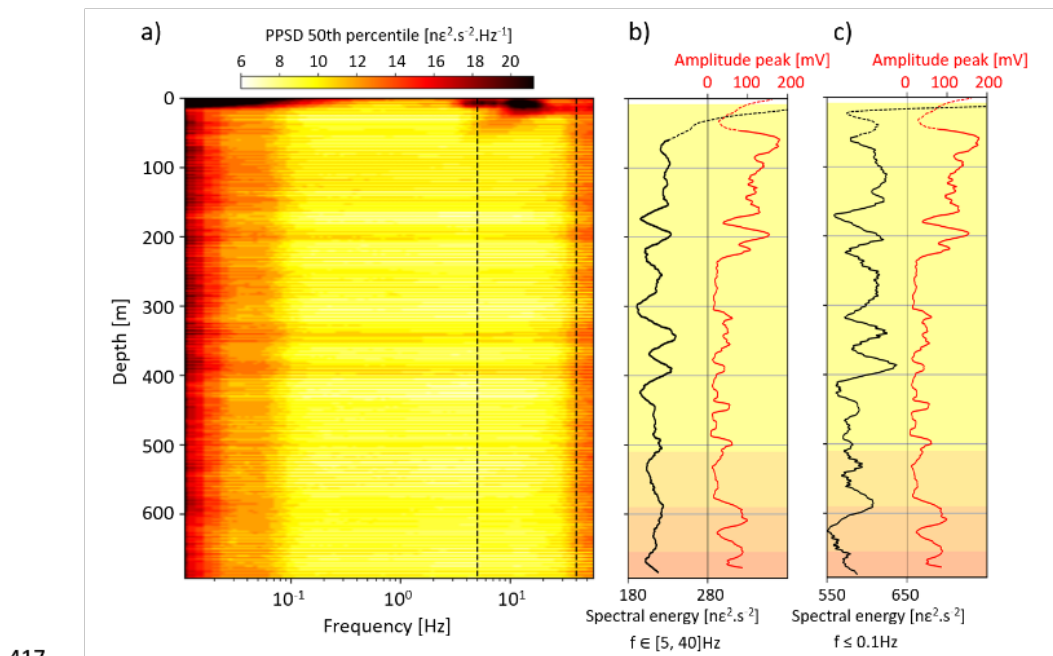 a)
PPSD 50th percentile [nε².s⁻².Hz⁻¹]
6 8 10 12 14 16 18 20
b)
c)
Amplitude peak [mV]
Amplitude peak [mV]
0 100 200
0 100 200
0
100
200
300
400
500
600
Depth [m]
10⁻¹ 10⁰ 10¹
Frequency [Hz]
180 280
550 650
Spectral energy [nε².s⁻²]
f ∈ [5, 40]Hz
Spectral energy [nε².s⁻²]
f ≤ 0.1Hz